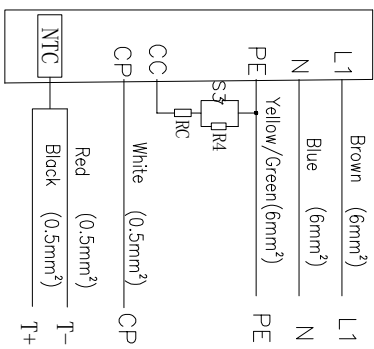 NTC
CP
CC
PE
N
L1
S3
RC
R4
Black (0.5mm²)
Red (0.5mm²)
White (0.5mm²)
Yellow/Green(6mm²)
Blue (6mm²)
Brown (6mm²)
T+
T-
CP
PE
N
L1